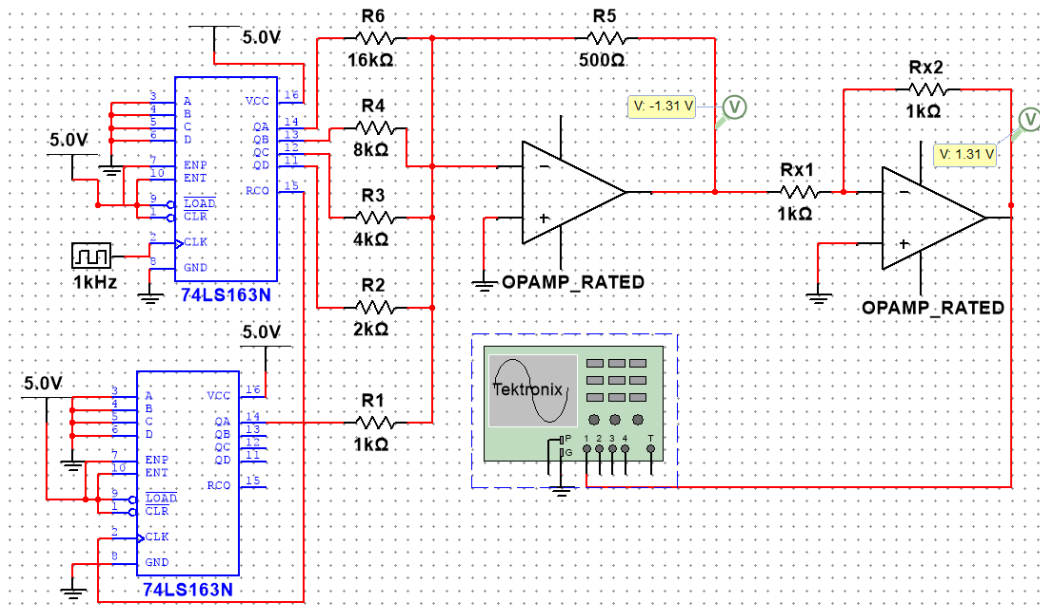 5.0V
R6
16kΩ
R5
500Ω
3 A VCC 16
4 B
5 C QA 14
6 D QB 13
QC 12
7 ENP QD 11
10 ENT
RCO 15
9 LOAD
1 CLR
2 CLK
8 GND
74LS163N
5.0V
1kHz
R4
8kΩ
R3
4kΩ
R2
2kΩ
V: -1.31 V
V
Rx2
1kΩ
V
V: 1.31 V
Rx1
1kΩ
−
+
OPAMP_RATED
−
+
OPAMP_RATED
5.0V
5.0V
3 A VCC 16
4 B
5 C QA 14
6 D QB 13
QC 12
7 ENP QD 11
10 ENT
RCO 15
9 LOAD
1 CLR
2 CLK
8 GND
74LS163N
R1
1kΩ
Tektronix
P
G
1 2 3 4 T